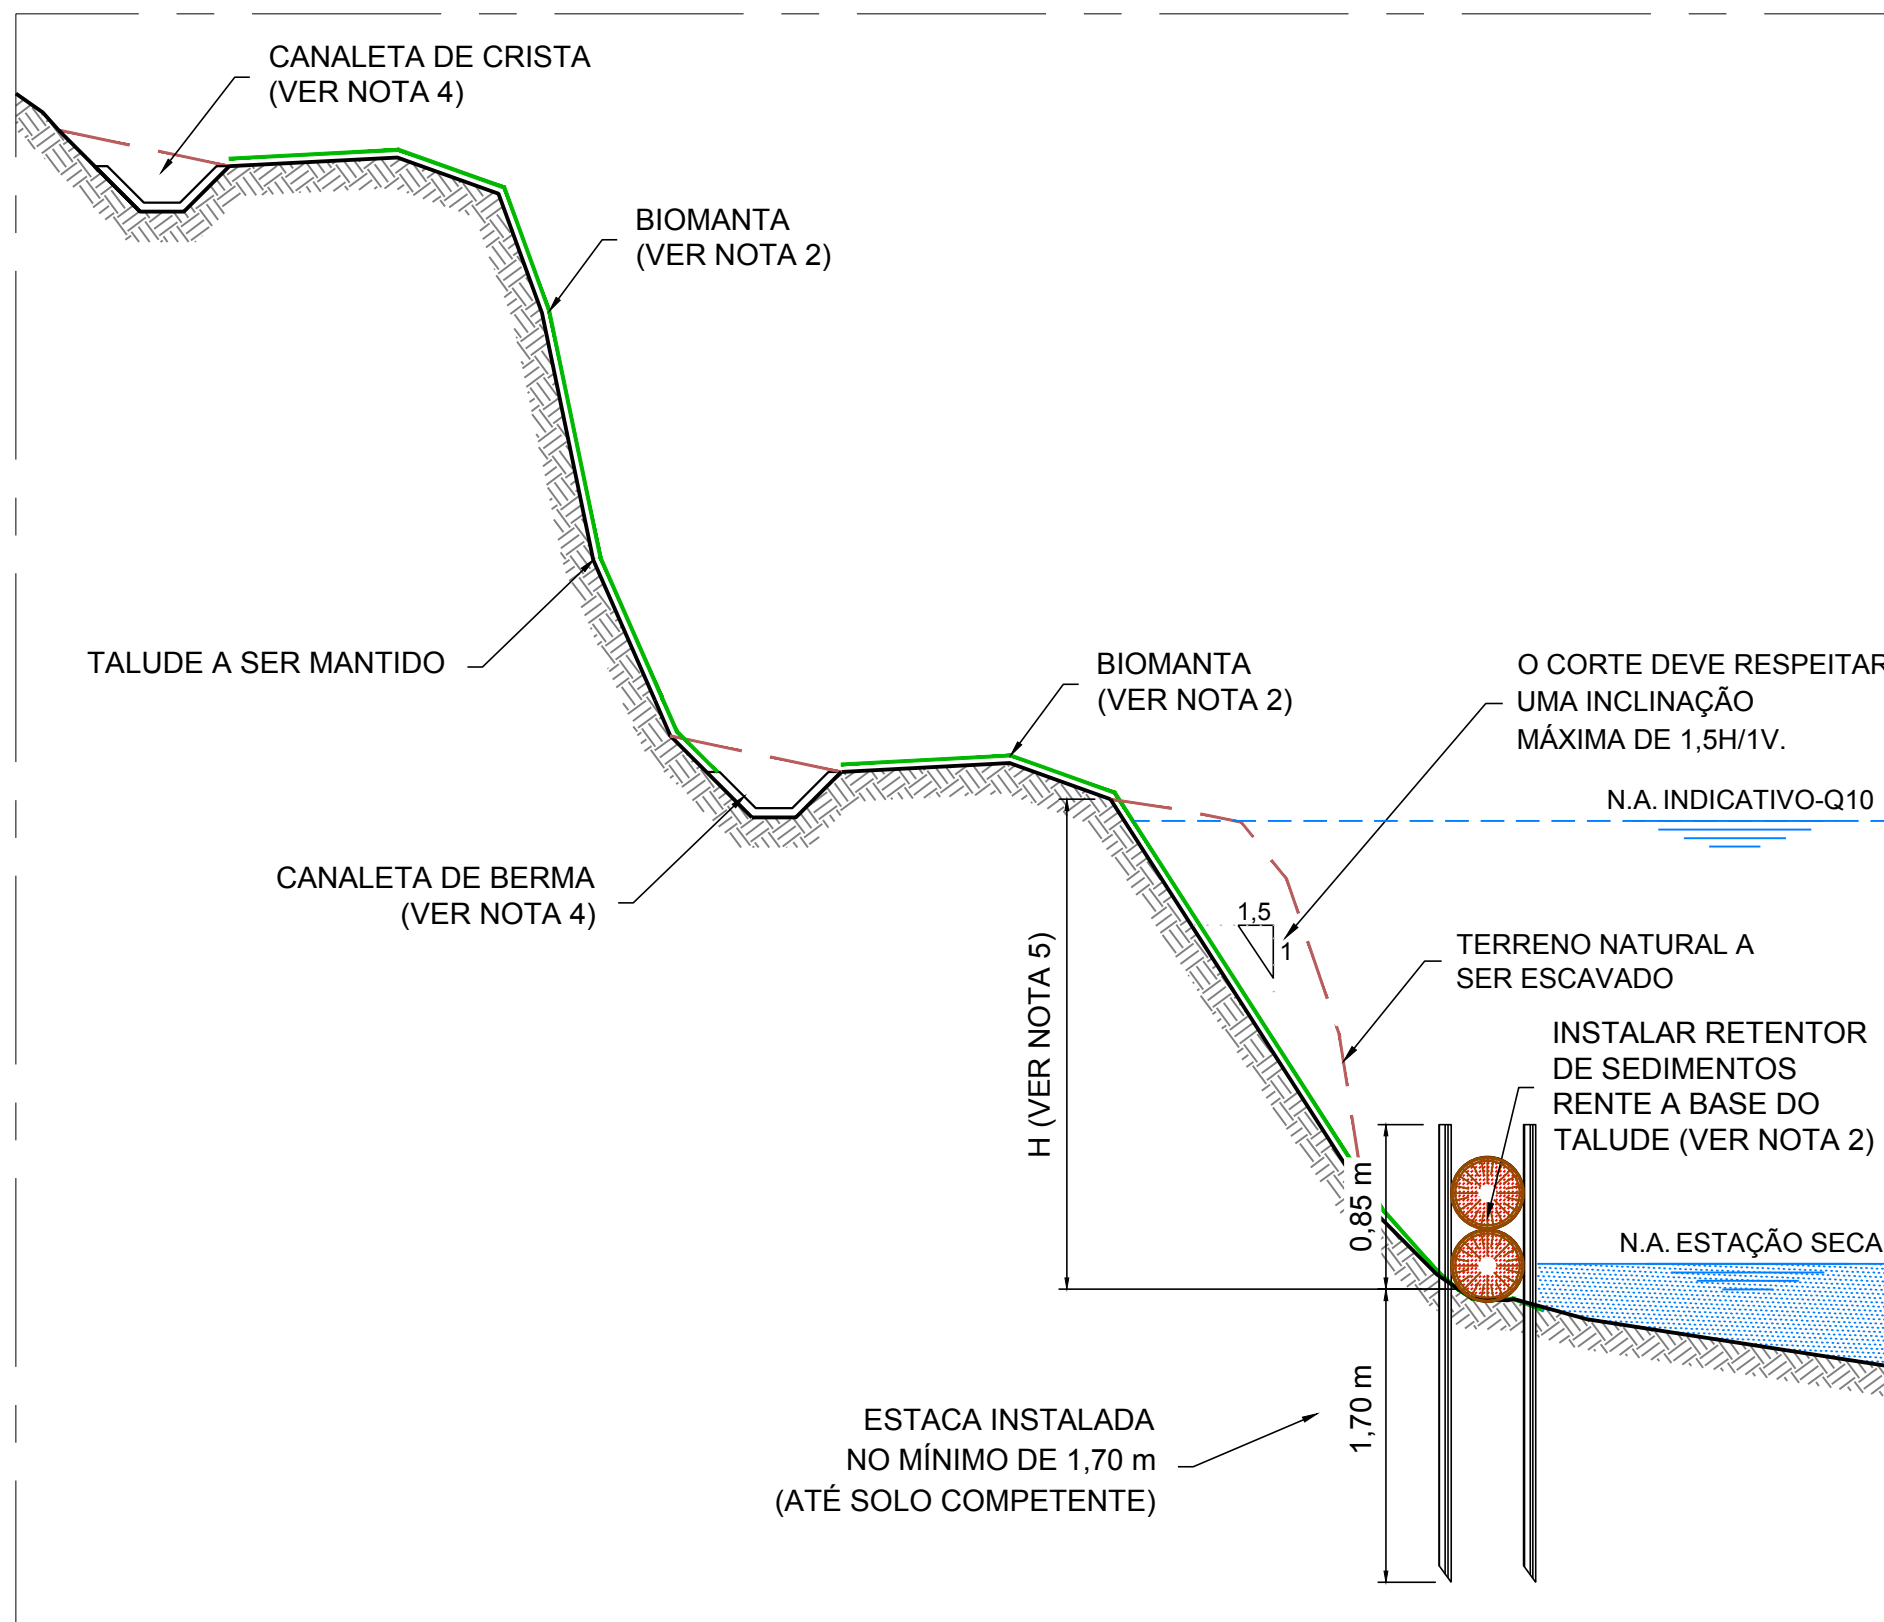 CANALETA DE CRISTA
(VER NOTA 4)
BIOMANTA
(VER NOTA 2)
TALUDE A SER MANTIDO
BIOMANTA
(VER NOTA 2)
O CORTE DEVE RESPEITAR
UMA INCLINAÇÃO
MÁXIMA DE 1,5H/1V.
N.A. INDICATIVO-Q10
CANALETA DE BERMA
(VER NOTA 4)
1,5
1
H (VER NOTA 5)
TERRENO NATURAL A
SER ESCAVADO
INSTALAR RETENTOR
DE SEDIMENTOS
RENTE A BASE DO
TALUDE (VER NOTA 2)
0,85 m
N.A. ESTAÇÃO SECA
1,70 m
ESTACA INSTALADA
NO MÍNIMO DE 1,70 m
(ATÉ SOLO COMPETENTE)